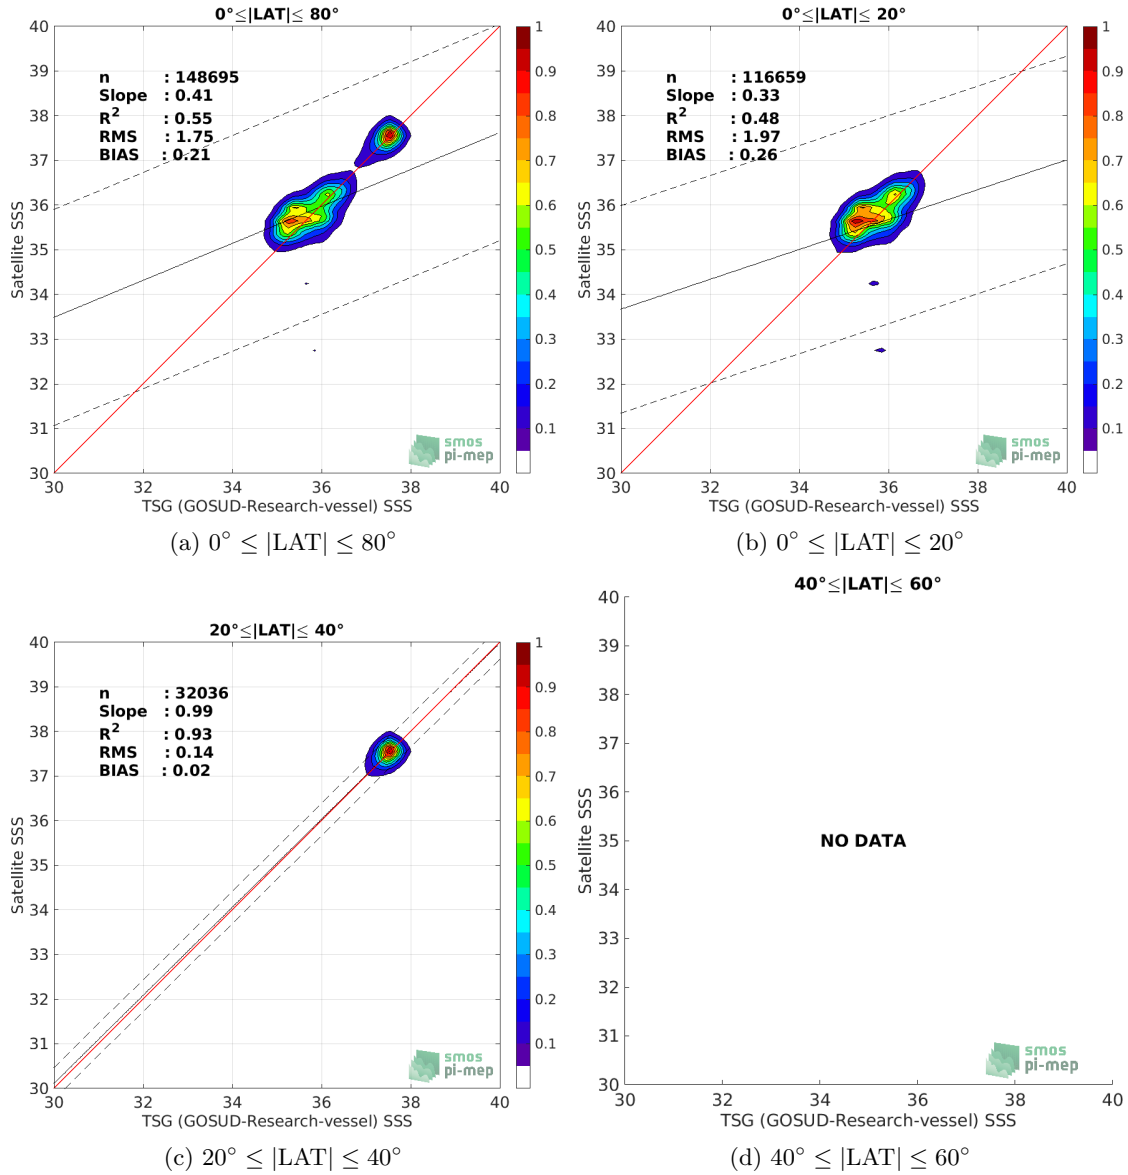 0°≤|LAT|≤ 80°
40
39
38
37
36
35
34
33
32
31
30
Satellite SSS
n : 148695
Slope : 0.41
R2 : 0.55
RMS : 1.75
BIAS : 0.21
1
0.9
0.8
0.7
0.6
0.5
0.4
0.3
0.2
0.1
smos
pi-mep
30 32 34 36 38 40
TSG (GOSUD-Research-vessel) SSS
(a) 0° ≤ |LAT| ≤ 80°
0°≤|LAT|≤ 20°
40
39
38
37
36
35
34
33
32
31
30
Satellite SSS
n : 116659
Slope : 0.33
R2 : 0.48
RMS : 1.97
BIAS : 0.26
1
0.9
0.8
0.7
0.6
0.5
0.4
0.3
0.2
0.1
smos
pi-mep
30 32 34 36 38 40
TSG (GOSUD-Research-vessel) SSS
(b) 0° ≤ |LAT| ≤ 20°
20°≤|LAT|≤ 40°
40
39
38
37
36
35
34
33
32
31
30
Satellite SSS
n : 32036
Slope : 0.99
R2 : 0.93
RMS : 0.14
BIAS : 0.02
1
0.9
0.8
0.7
0.6
0.5
0.4
0.3
0.2
0.1
smos
pi-mep
30 32 34 36 38 40
TSG (GOSUD-Research-vessel) SSS
(c) 20° ≤ |LAT| ≤ 40°
40°≤|LAT|≤ 60°
40
39
38
37
36
35
34
33
32
31
30
Satellite SSS
NO DATA
smos
pi-mep
30 32 34 36 38 40
TSG (GOSUD-Research-vessel) SSS
(d) 40° ≤ |LAT| ≤ 60°